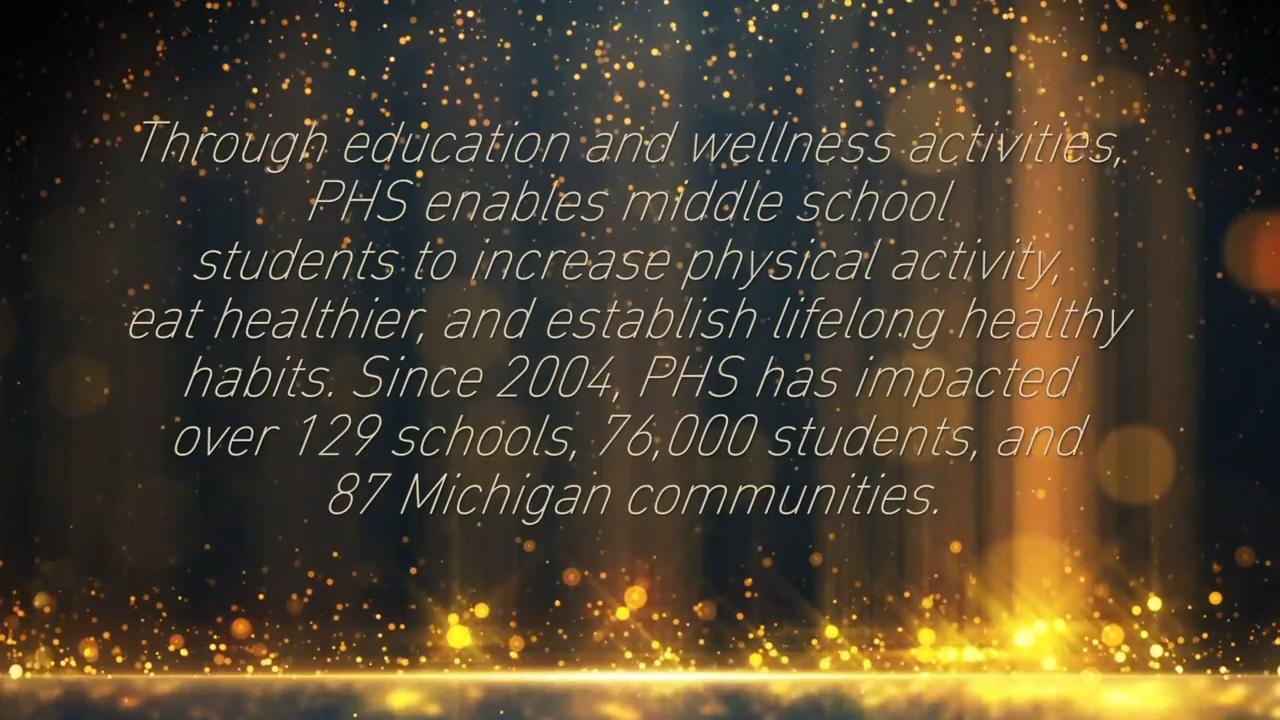 Through education and wellness activities,
PHS enables middle school
students to increase physical activity,
eat healthier, and establish lifelong healthy
habits. Since 2004, PHS has impacted
over 129 schools, 76,000 students, and
87 Michigan communities.